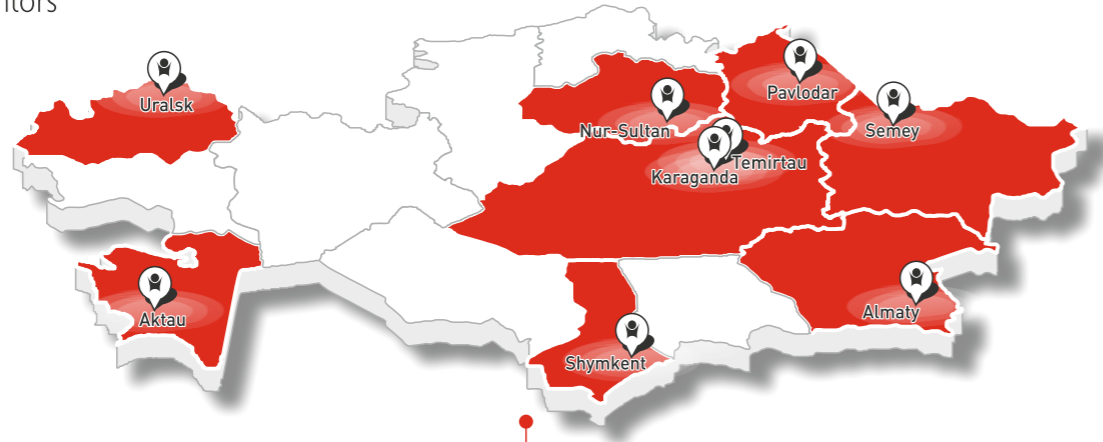 Uralsk
Pavlodar
Nur-Sultan
Semey
Temirtau
Karaganda
Aktau
Almaty
Shymkent